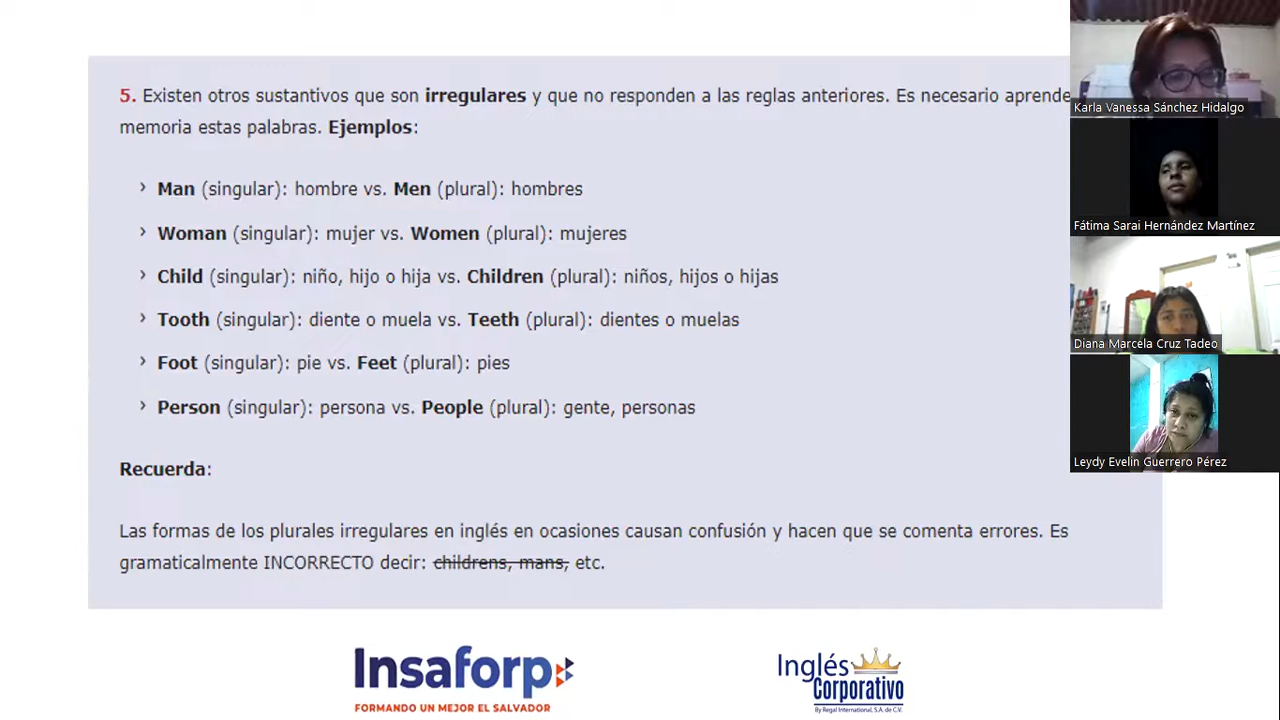 5. Existen otros sustantivos que son irregulares y que no responden a las reglas anteriores. Es necesario aprende
memoria estas palabras. Ejemplos:
› Man (singular): hombre vs. Men (plural): hombres
› Woman (singular): mujer vs. Women (plural): mujeres
› Child (singular): niño, hijo o hija vs. Children (plural): niños, hijos o hijas
› Tooth (singular): diente o muela vs. Teeth (plural): dientes o muelas
› Foot (singular): pie vs. Feet (plural): pies
› Person (singular): persona vs. People (plural): gente, personas
Recuerda:
Las formas de los plurales irregulares en inglés en ocasiones causan confusión y hacen que se comenta errores. Es
gramaticalmente INCORRECTO decir: childrens, mans, etc.
Insaforp
FORMANDO UN MEJOR EL SALVADOR
Inglés
Corporativo
By Regal International, S.A. de C.V.
Karla Vanessa Sánchez Hidalgo
Fátima Sarai Hernández Martínez
Diana Marcela Cruz Tadeo
Leydy Evelin Guerrero Pérez